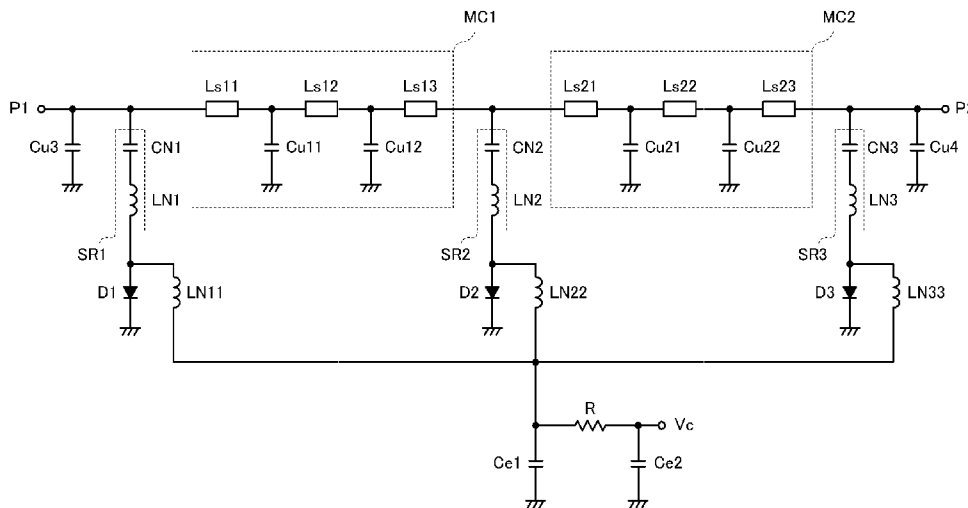 MC1
MC2
P1
Ls11
Ls12
Ls13
Ls21
Ls22
Ls23
Cu3
CN1
Cu11
Cu12
CN2
Cu21
Cu22
CN3
Cu4
LN1
LN2
LN3
SR1
SR2
SR3
D1
LN11
D2
LN22
D3
LN33
R
Vc
Ce1
Ce2